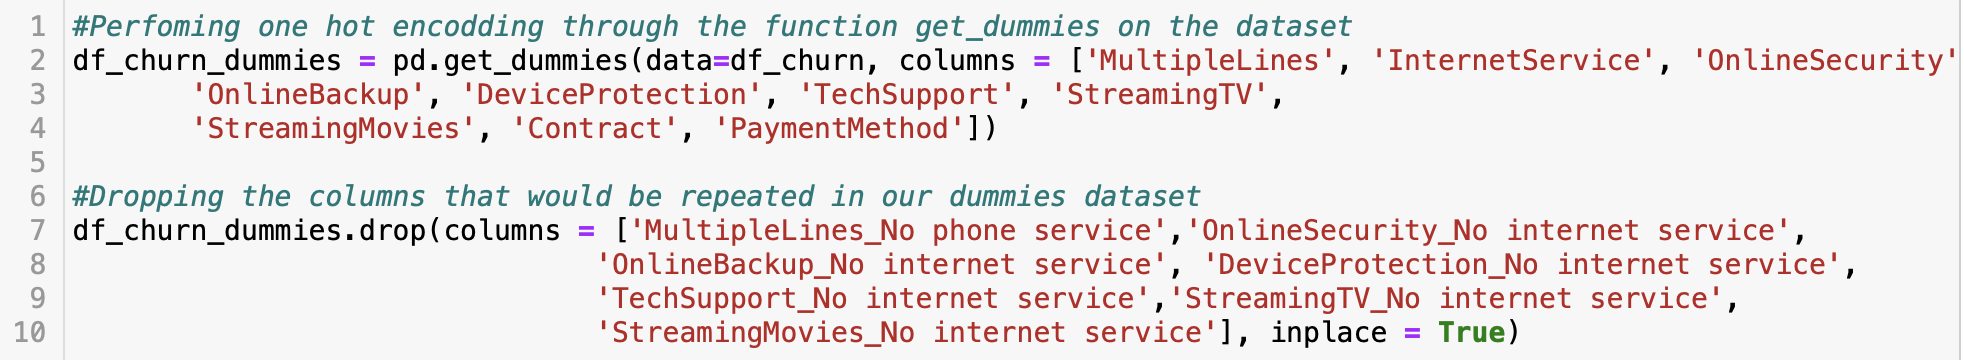 1 #Perfoming one hot encodding through the function get_dummies on the dataset
2 df_churn_dummies = pd.get_dummies(data=df_churn, columns = ['MultipleLines', 'InternetService', 'OnlineSecurity'
3 'OnlineBackup', 'DeviceProtection', 'TechSupport', 'StreamingTV',
4 'StreamingMovies', 'Contract', 'PaymentMethod'])
5
6 #Dropping the columns that would be repeated in our dummies dataset
7 df_churn_dummies.drop(columns = ['MultipleLines_No phone service','OnlineSecurity_No internet service',
8 'OnlineBackup_No internet service', 'DeviceProtection_No internet service',
9 'TechSupport_No internet service','StreamingTV_No internet service',
10 'StreamingMovies_No internet service'], inplace = True)